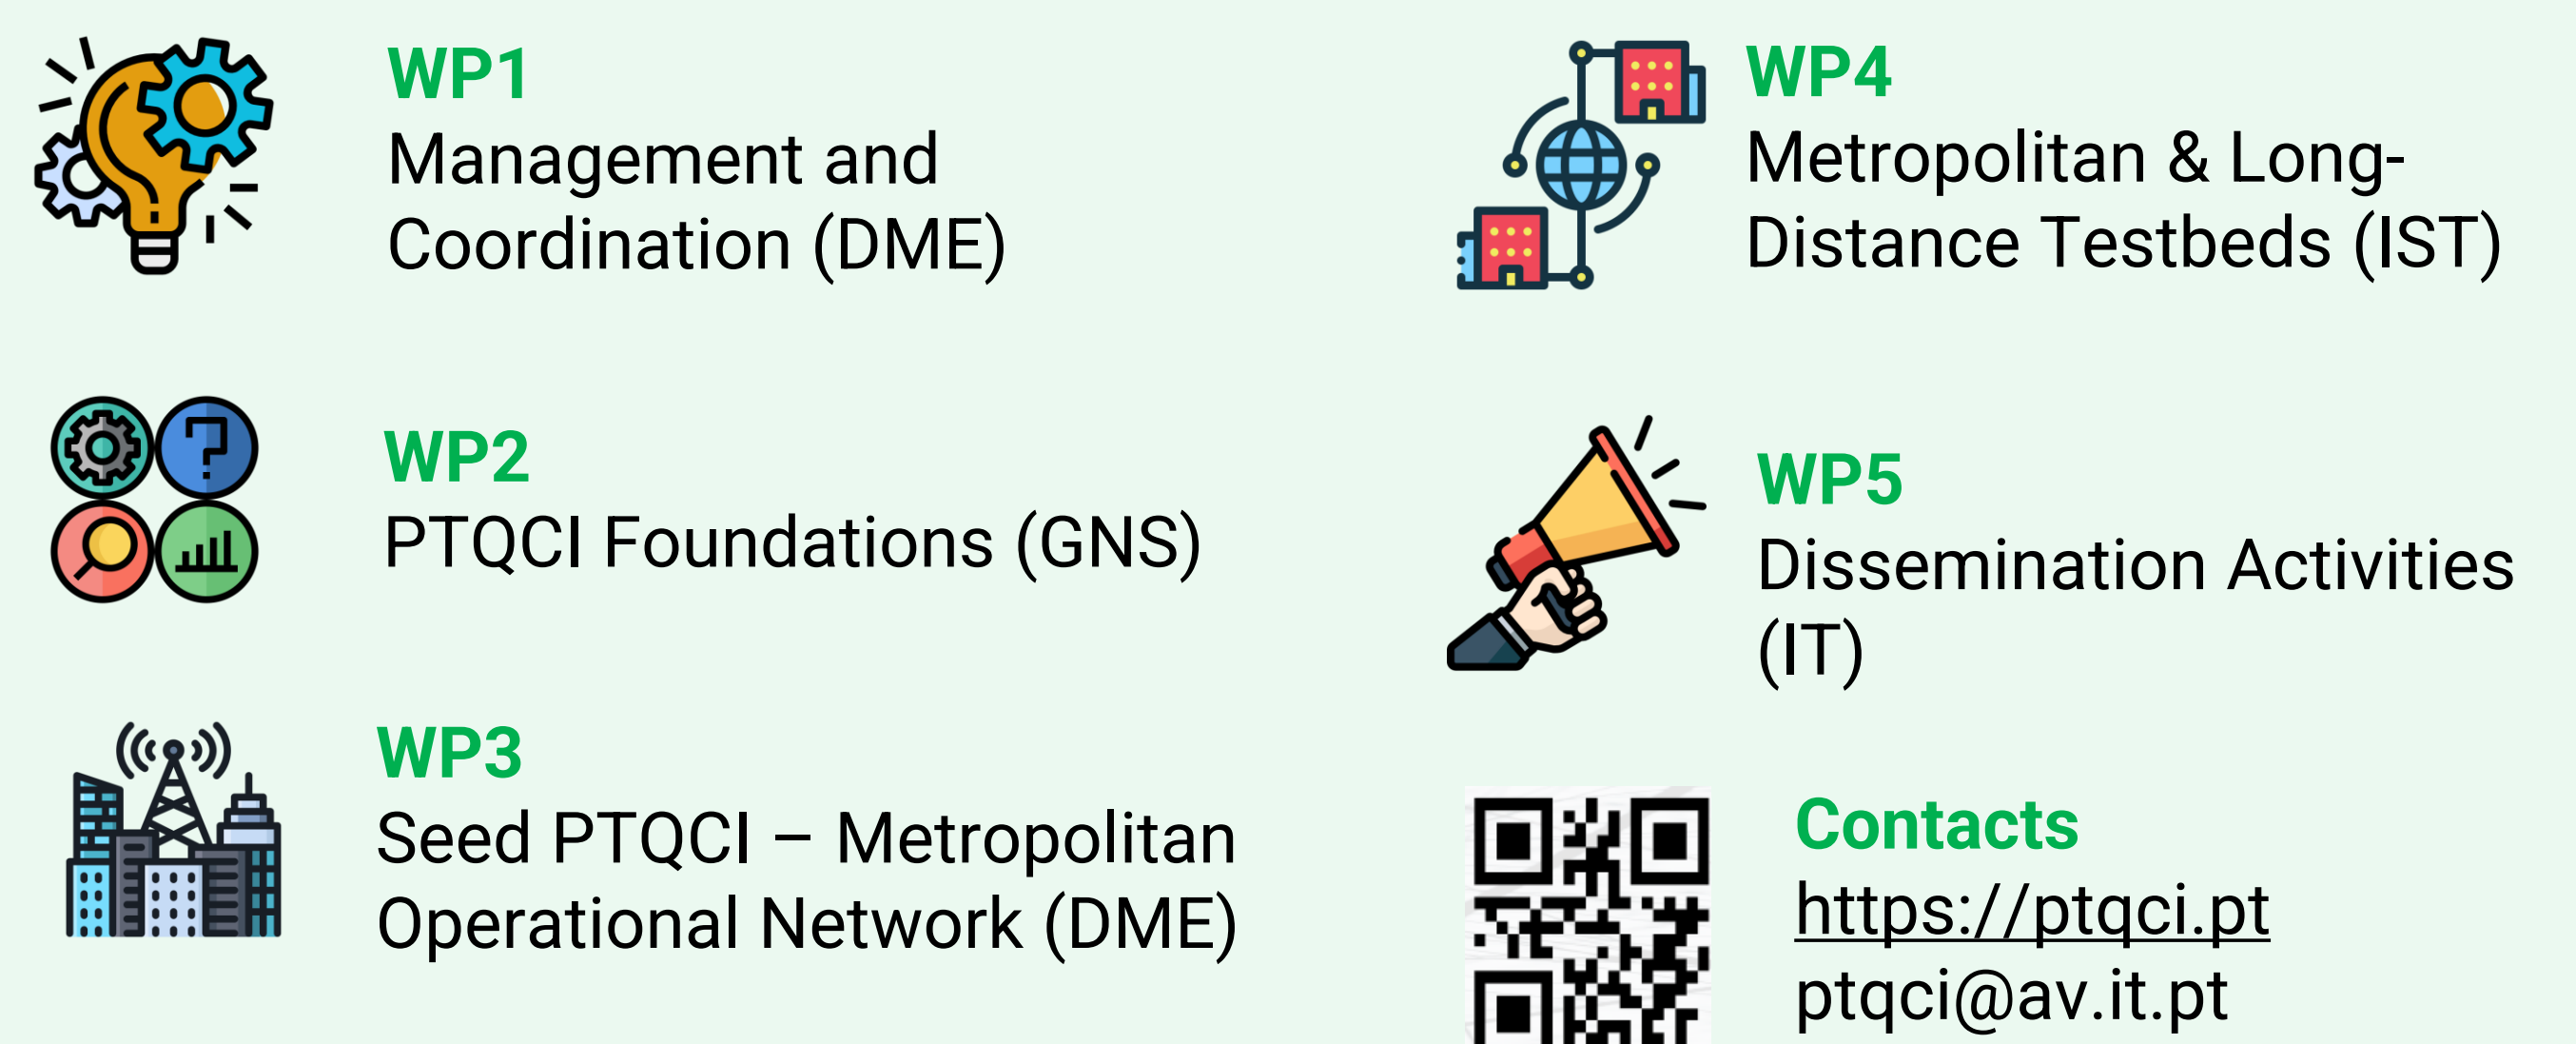 WP1
Management and
Coordination (DME)
WP2
PTQCI Foundations (GNS)
WP3
Seed PTQCI – Metropolitan
Operational Network (DME)
WP4
Metropolitan & Long-
Distance Testbeds (IST)
WP5
Dissemination Activities
(IT)
Contacts
https://ptqci.pt
ptqci@av.it.pt